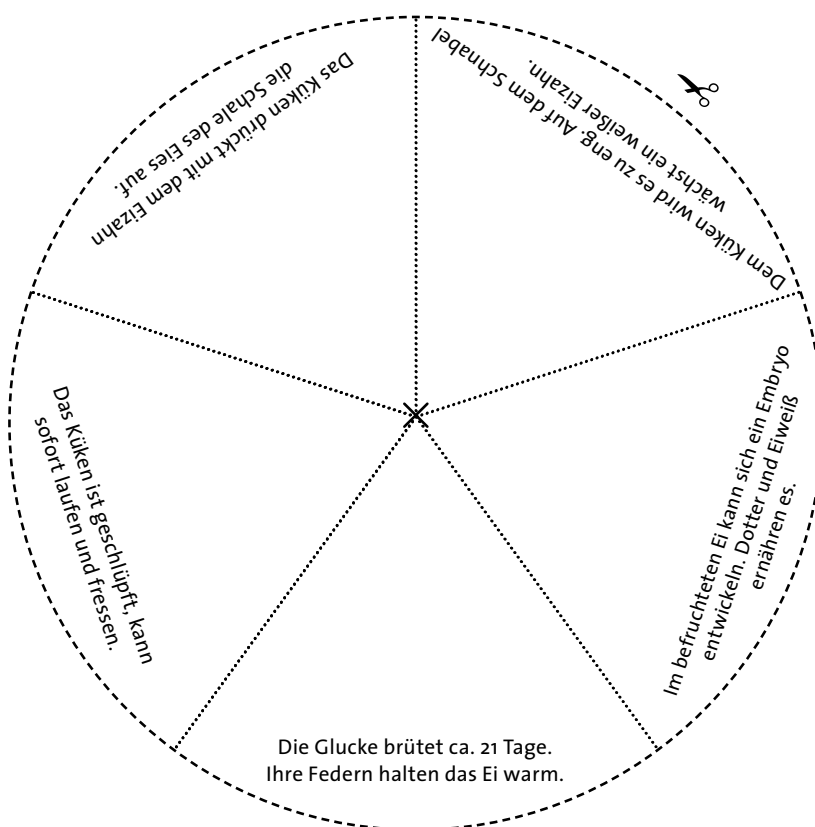 Die Glucke brütet ca. 21 Tage.
Ihre Federn halten das Ei warm.
Im befruchteten Ei kann sich ein Embryo
entwickeln. Dotter und Eiweiß
ernähren es.
Dem Küken wird es zu eng. Auf dem Schnabel
wächst ein weißer Eizahn.
Das Küken drückt mit dem Eizahn
die Schale des Eies auf.
Das Küken ist geschlüpft, kann
sofort laufen und fressen.